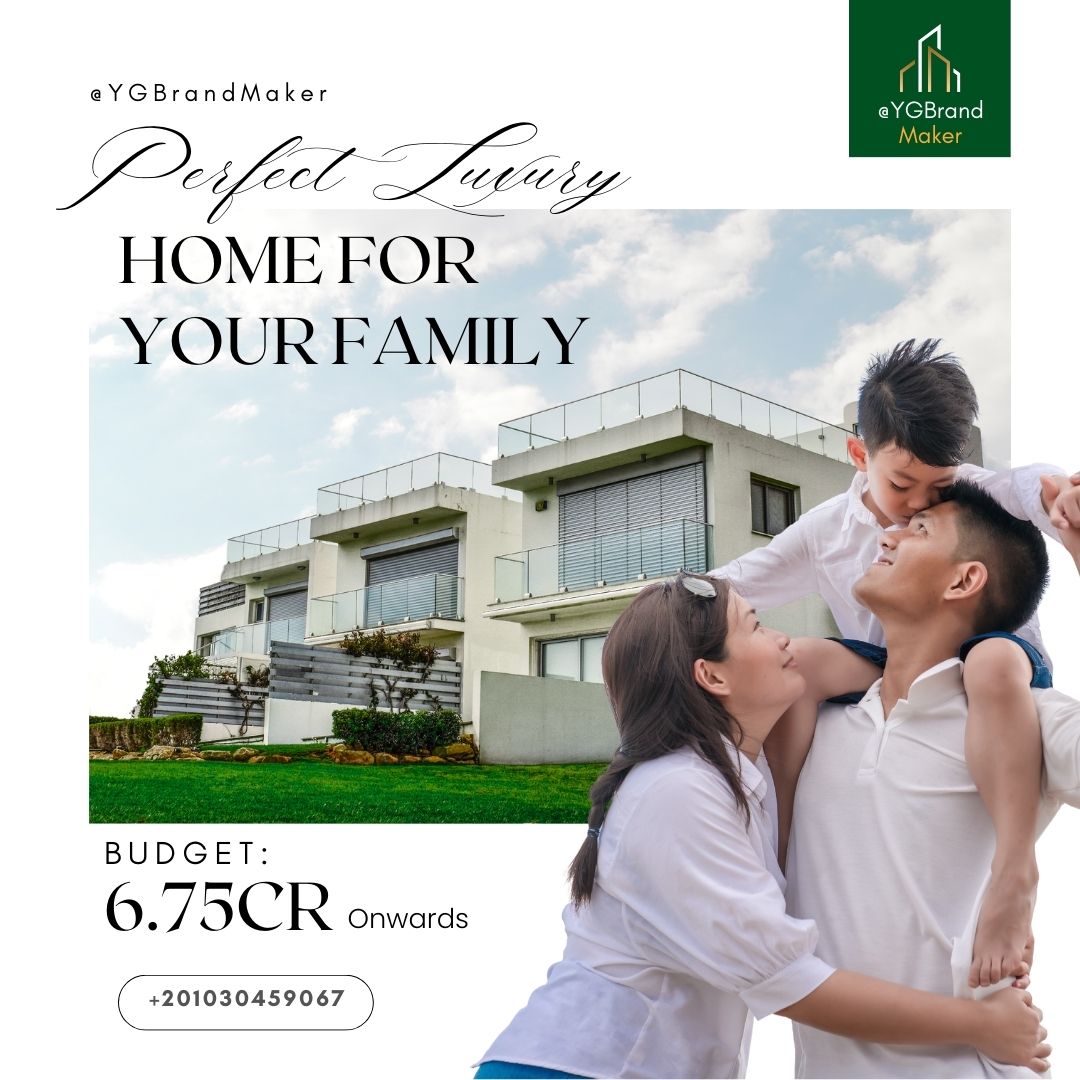 @YGBrandMaker
@YGBrand
Maker
Perfect Luxury
HOME FOR
YOUR FAMILY
BUDGET:
6.75CR Onwards
+201030459067